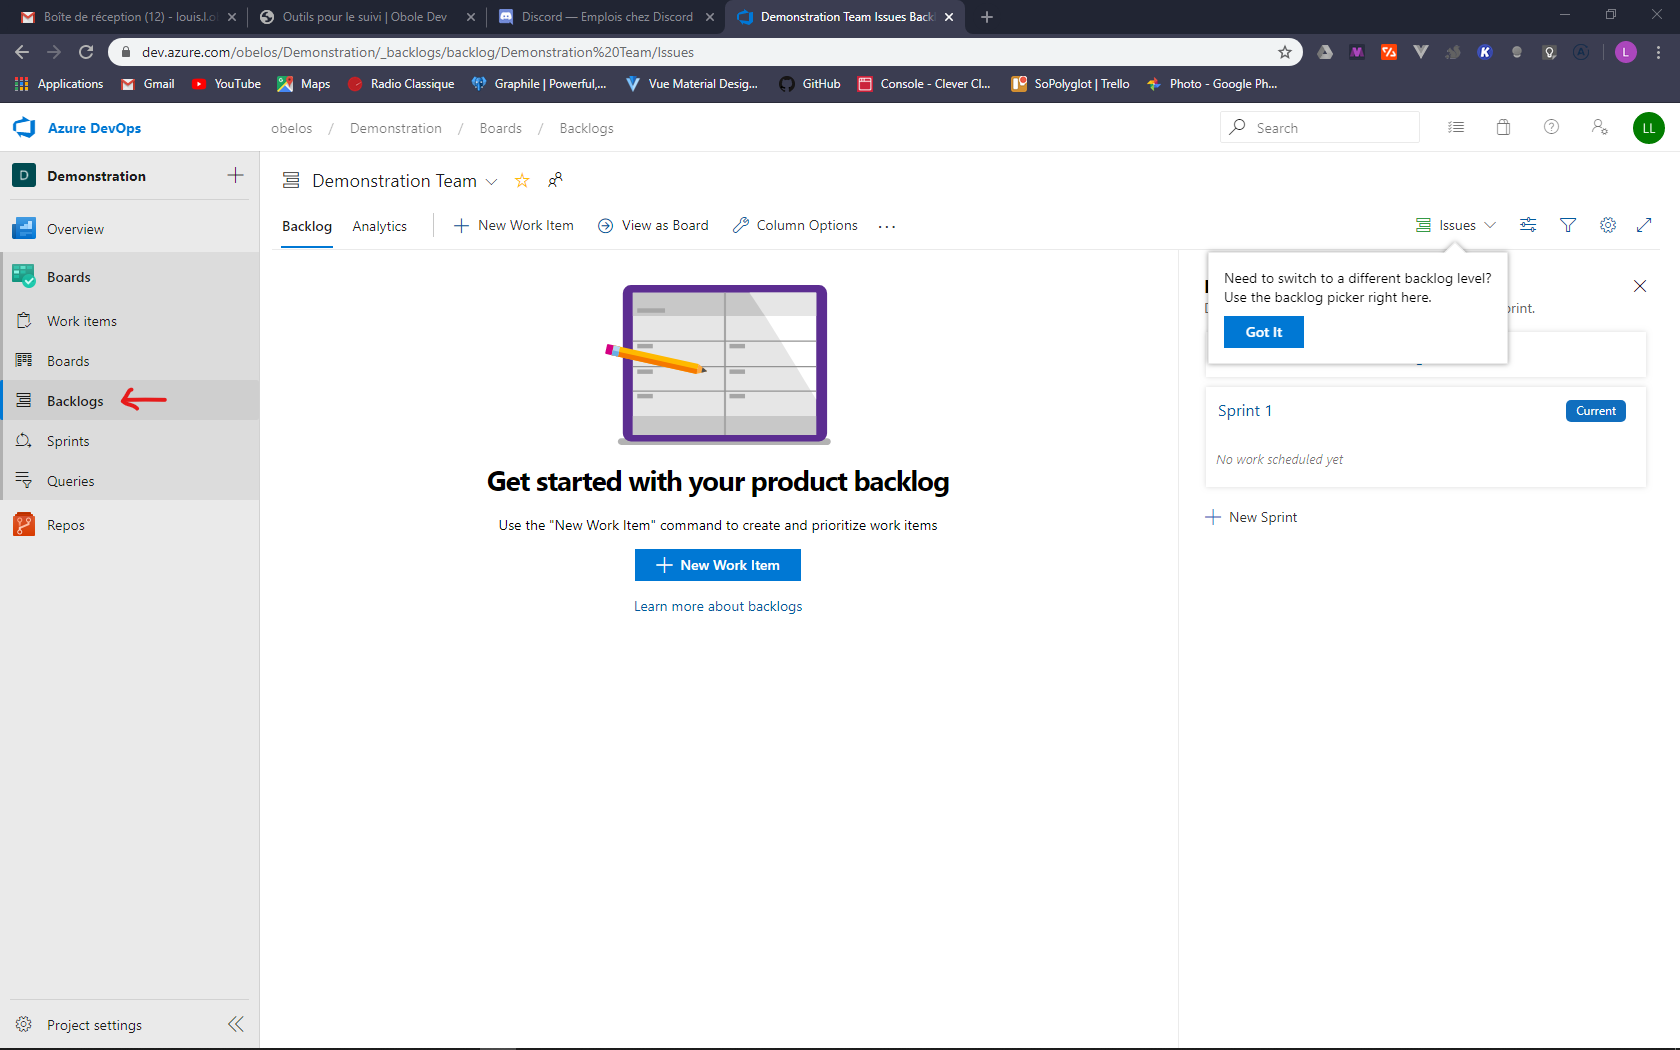 Boîte de réception (12) - louis.l.ol
Outils pour le suivi | Obole Dev
Discord — Emplois chez Discord
Demonstration Team Issues Back
dev.azure.com/obelos/Demonstration/_backlogs/backlog/Demonstration%20Team/Issues
L
Applications
Gmail
YouTube
Maps
Radio Classique
Graphile | Powerful,...
Vue Material Desig...
GitHub
Console - Clever Cl...
SoPolyglot | Trello
Photo - Google Ph...
Azure DevOps
obelos / Demonstration / Boards / Backlogs
Search
LL
D
Demonstration
Overview
Boards
Work items
Boards
Backlogs
Sprints
Queries
Repos
Project settings
Demonstration Team
Backlog
Analytics
New Work Item
View as Board
Column Options
Issues
Need to switch to a different backlog level?
Use the backlog picker right here.
Got It
Get started with your product backlog
Use the "New Work Item" command to create and prioritize work items
New Work Item
Learn more about backlogs
Sprint 1
Current
No work scheduled yet
New Sprint